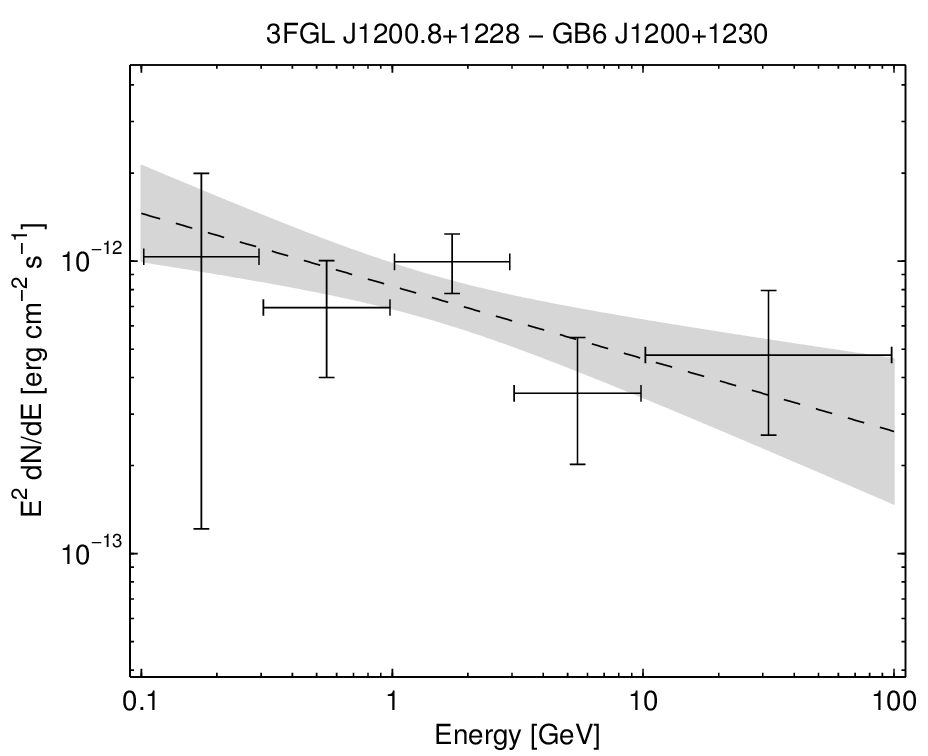 3FGL J1200.8+1228 – GB6 J1200+1230
E² dN/dE [erg cm⁻² s⁻¹]
10⁻¹²
10⁻¹³
0.1 1 10 100
Energy [GeV]